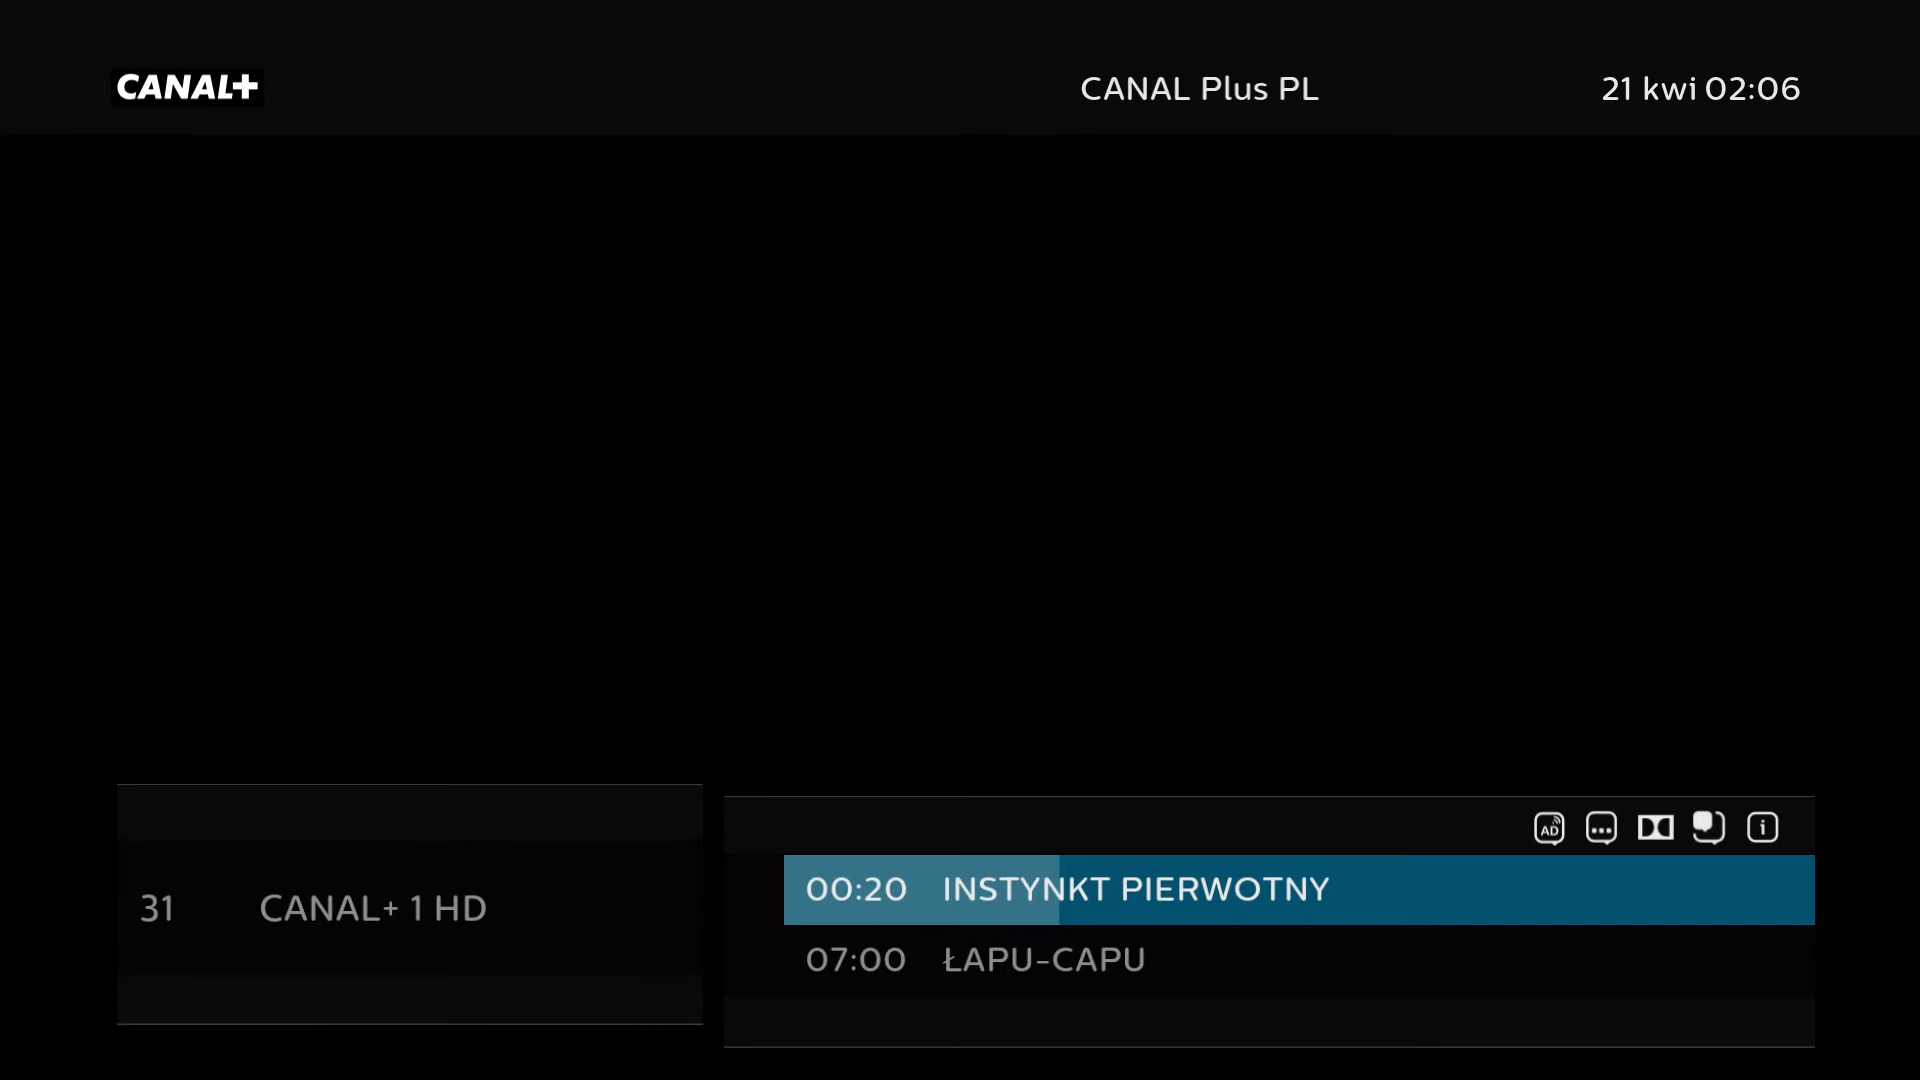 CANAL+
CANAL Plus PL
21 kwi 02:06
31 CANAL+ 1 HD
AD
00:20 INSTYNKT PIERWOTNY
07:00 ŁAPU-CAPU